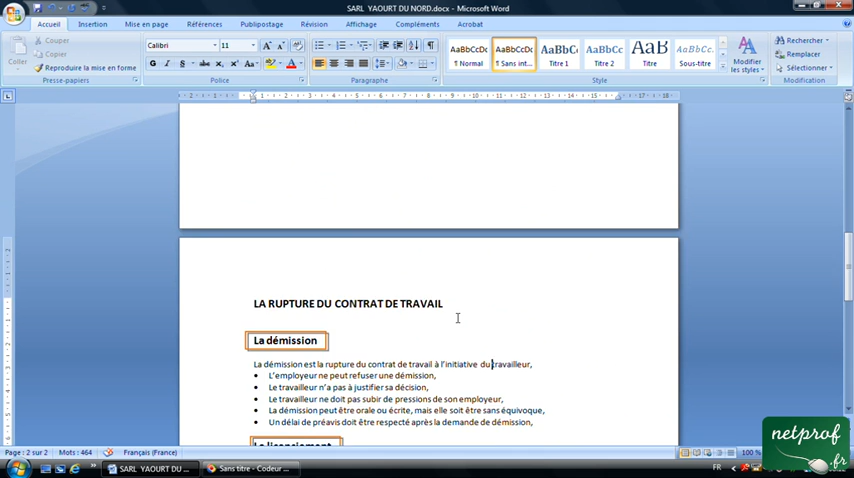 SARL YAOURT DU NORD.docx - Microsoft Word
Accueil Insertion Mise en page Références Publipostage Révision Affichage Compléments Acrobat
Coller
Couper
Copier
Reproduire la mise en forme
Presse-papiers
Calibri 11
G I S abc X₂ X² Aa
Police
Paragraphe
AaBbCcDc AaBbCcDc AaBbC AaBbCc AaB AaBbCc.
¶ Normal ¶ Sans int... Titre 1 Titre 2 Titre Sous-titre
Modifier les styles
Style
Rechercher
Remplacer
Sélectionner
Modification
LA RUPTURE DU CONTRAT DE TRAVAIL
La démission
La démission est la rupture du contrat de travail à l'initiative du travailleur,
• L'employeur ne peut refuser une démission,
• Le travailleur n'a pas à justifier sa décision,
• Le travailleur ne doit pas subir de pressions de son employeur,
• La démission peut être orale ou écrite, mais elle soit être sans équivoque,
• Un délai de préavis doit être respecté après la demande de démission,
Le licenciement
Page : 2 sur 2 Mots : 464 Français (France) 100 %
SARL YAOURT DU ... Sans titre - Codeur ... FR
netprof
.fr